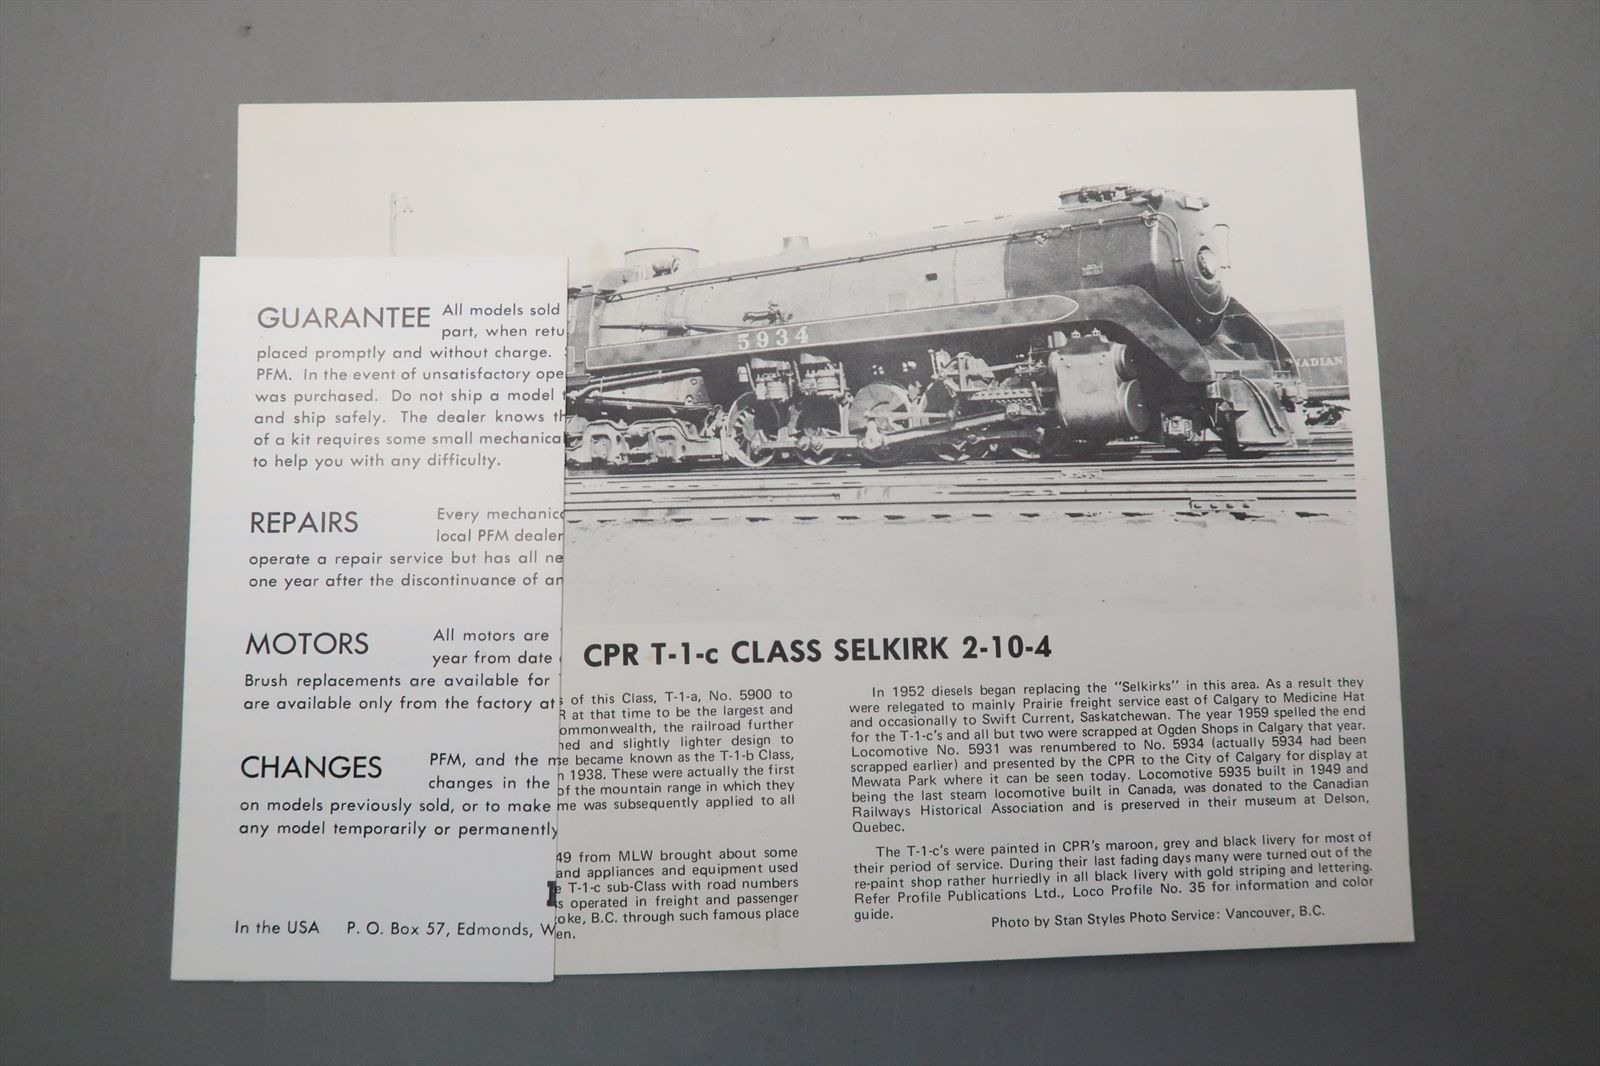 GUARANTEE All models sold
part, when retu
placed promptly and without charge.
PFM. In the event of unsatisfactory ope
was purchased. Do not ship a model
and ship safely. The dealer knows th
of a kit requires some small mechanica
to help you with any difficulty.
REPAIRS Every mechanic
local PFM dealer
operate a repair service but has all ne
one year after the discontinuance of an
MOTORS All motors are
year from date
Brush replacements are available for
are available only from the factory at
CHANGES PFM, and the m
changes in the
on models previously sold, or to make
any model temporarily or permanently
In the USA P. O. Box 57, Edmonds, W
5934
NADIAN
CPR T-1-c CLASS SELKIRK 2-10-4
of this Class, T-1-a, No. 5900 to
R at that time to be the largest and
ommonwealth, the railroad further
ned and slightly lighter design to
se became known as the T-1-b Class,
n 1938. These were actually the first
of the mountain range in which they
me was subsequently applied to all
49 from MLW brought about some
and appliances and equipment used
e T-1-c sub-Class with road numbers
s operated in freight and passenger
oke, B.C. through such famous place
en.
In 1952 diesels began replacing the "Selkirks" in this area. As a result they
were relegated to mainly Prairie freight service east of Calgary to Medicine Hat
and occasionally to Swift Current, Saskatchewan. The year 1959 spelled the end
for the T-1-c's and all but two were scrapped at Ogden Shops in Calgary that year.
Locomotive No. 5931 was renumbered to No. 5934 (actually 5934 had been
scrapped earlier) and presented by the CPR to the City of Calgary for display at
Mewata Park where it can be seen today. Locomotive 5935 built in 1949 and
being the last steam locomotive built in Canada, was donated to the Canadian
Railways Historical Association and is preserved in their museum at Delson,
Quebec.
The T-1-c's were painted in CPR's maroon, grey and black livery for most of
their period of service. During their last fading days many were turned out of the
re-paint shop rather hurriedly in all black livery with gold striping and lettering.
Refer Profile Publications Ltd., Loco Profile No. 35 for information and color
guide.
Photo by Stan Styles Photo Service: Vancouver, B.C.